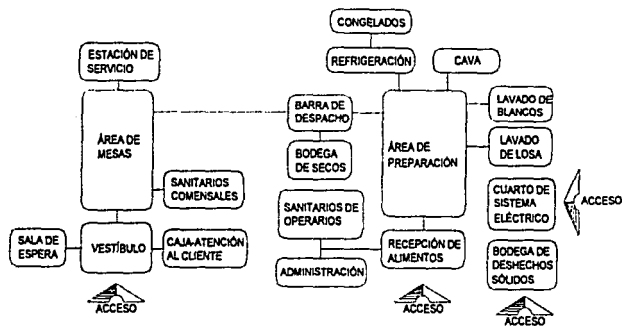 CONGELADOS
ESTACIÓN DE
SERVICIO
REFRIGERACIÓN
CAVA
ÁREA DE
MESAS
BARRA DE
DESPACHO
ÁREA DE
PREPARACIÓN
LAVADO DE
BLANCOS
BODEGA
DE SECOS
LAVADO
DE LOSA
SANITARIOS
COMENSALES
SANITARIOS DE
OPERARIOS
CUARTO DE
SISTEMA
ELÉCTRICO
ACCESO
SALA DE
ESPERA
VESTÍBULO
CAJA-ATENCIÓN
AL CLIENTE
ADMINISTRACIÓN
RECEPCIÓN DE
ALIMENTOS
BODEGA DE
DESHECHOS
SÓLIDOS
ACCESO
ACCESO
ACCESO